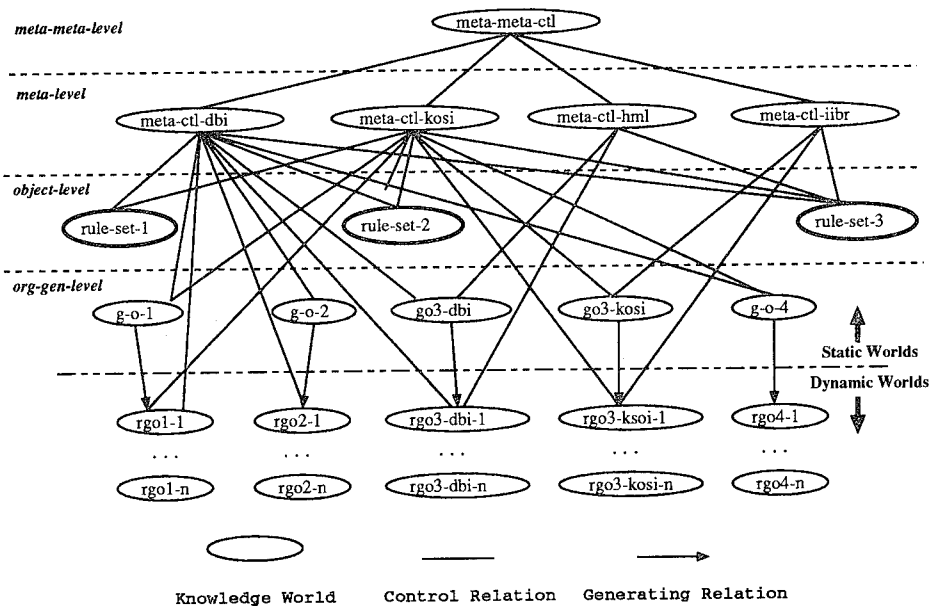 meta-meta-level
meta-meta-ctl
meta-level
meta-ctl-dbi
meta-ctl-kosi
meta-ctl-hml
meta-ctl-iibr
object-level
rule-set-1
rule-set-2
rule-set-3
org-gen-level
g-o-1
g-o-2
go3-dbi
go3-kosi
g-o-4
Static Worlds
Dynamic Worlds
rgo1-1
rgo2-1
rgo3-dbi-1
rgo3-ksoi-1
rgo4-1
... ... ... ... ...
rgo1-n
rgo2-n
rgo3-dbi-n
rgo3-kosi-n
rgo4-n
Knowledge World
Control Relation
Generating Relation